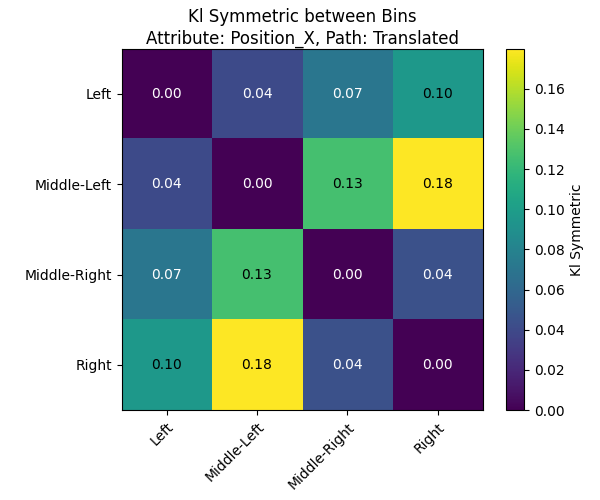 Kl Symmetric between Bins
Attribute: Position_X, Path: Translated
Left 0.00 0.04 0.07 0.10
Middle-Left 0.04 0.00 0.13 0.18
Middle-Right 0.07 0.13 0.00 0.04
Right 0.10 0.18 0.04 0.00
Left Middle-Left Middle-Right Right
0.16
0.14
0.12
0.10
0.08
0.06
0.04
0.02
0.00
Kl Symmetric